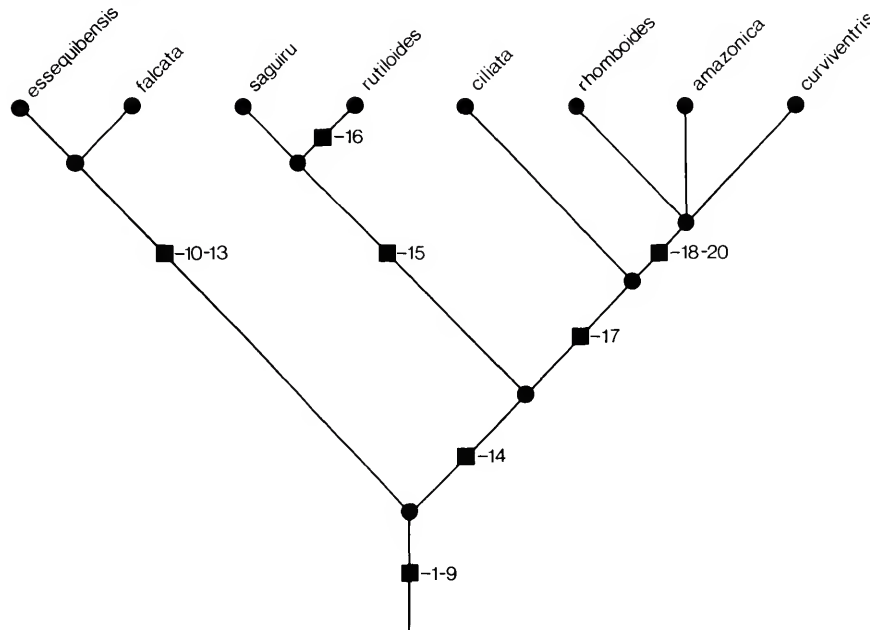 essequibensis
falcata
saguiru
rutiloides
ciliata
rhomboides
amazonica
curviventris
-16
-10-13
-15
-18-20
-17
-14
-1-9